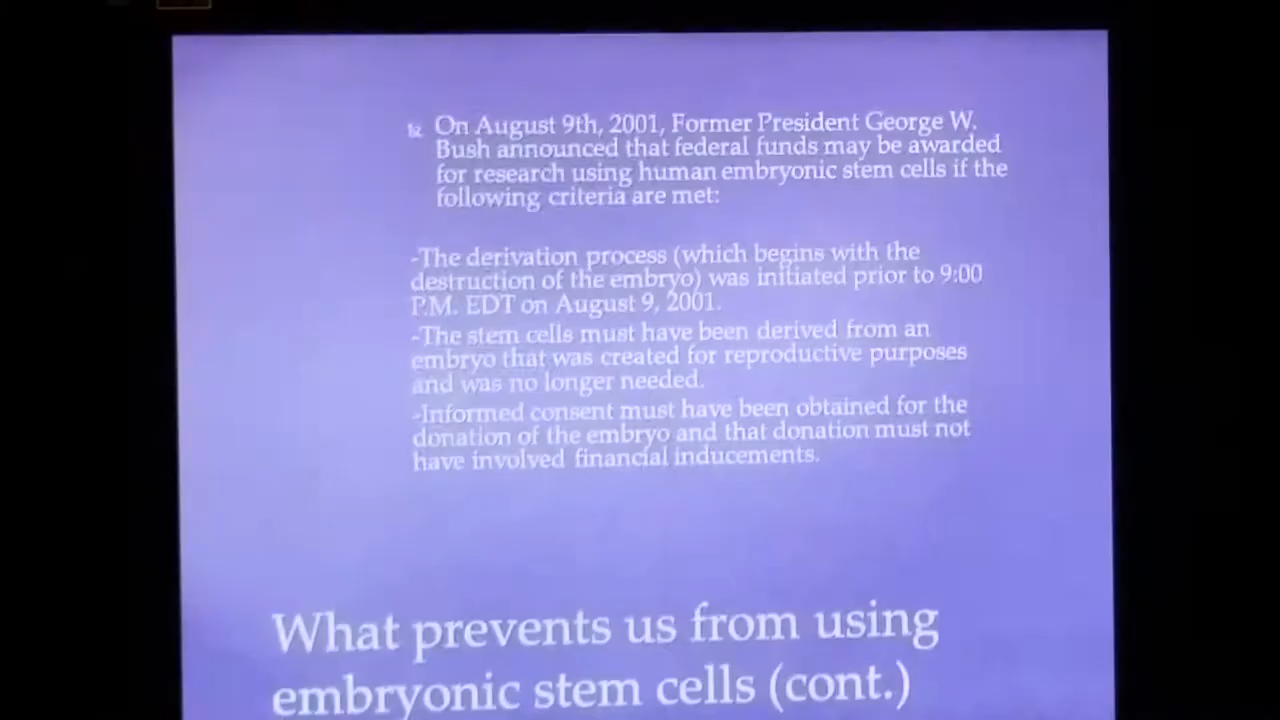 On August 9th, 2001, Former President George W.
Bush announced that federal funds may be awarded
for research using human embryonic stem cells if the
following criteria are met:
-The derivation process (which begins with the
destruction of the embryo) was initiated prior to 9:00
P.M. EDT on August 9, 2001.
-The stem cells must have been derived from an
embryo that was created for reproductive purposes
and was no longer needed.
-Informed consent must have been obtained for the
donation of the embryo and that donation must not
have involved financial inducements.
What prevents us from using
embryonic stem cells (cont.)